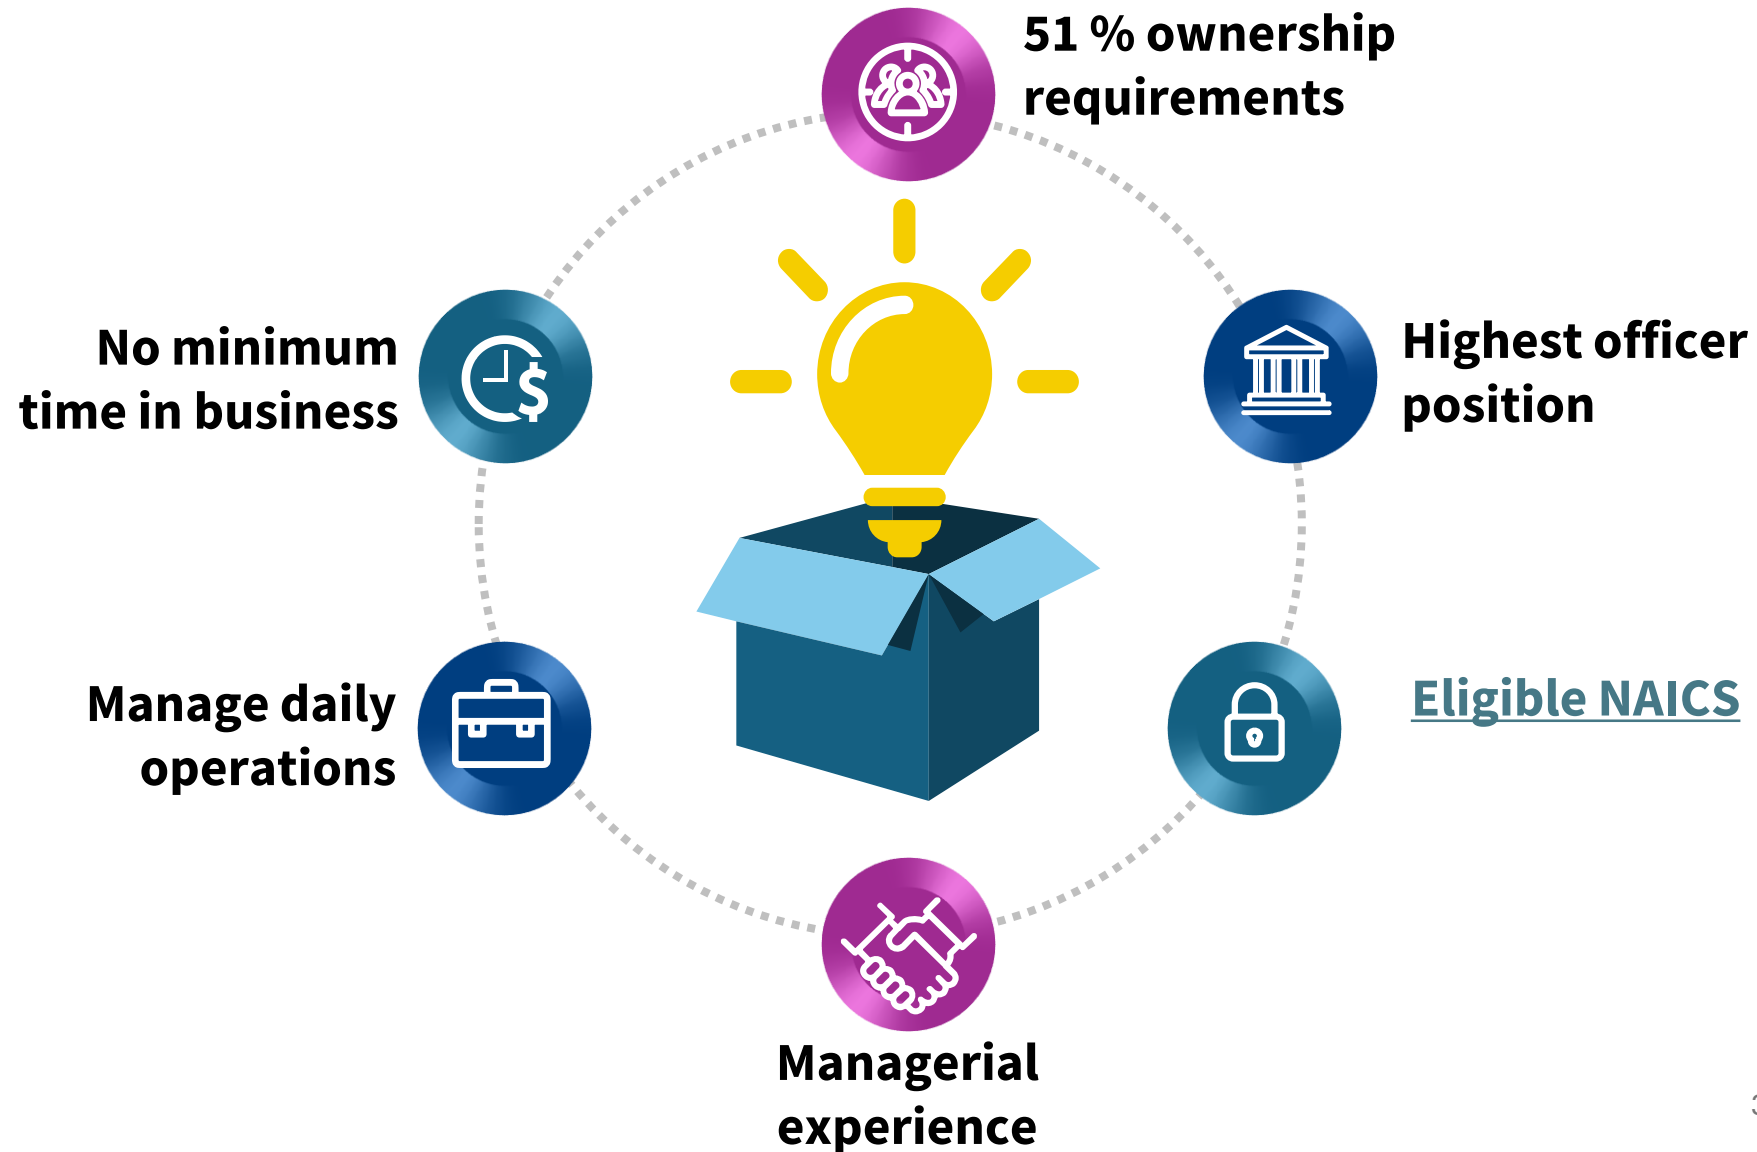 51 % ownership
requirements
No minimum
time in business
Highest officer
position
Manage daily
operations
Eligible NAICS
Managerial
experience